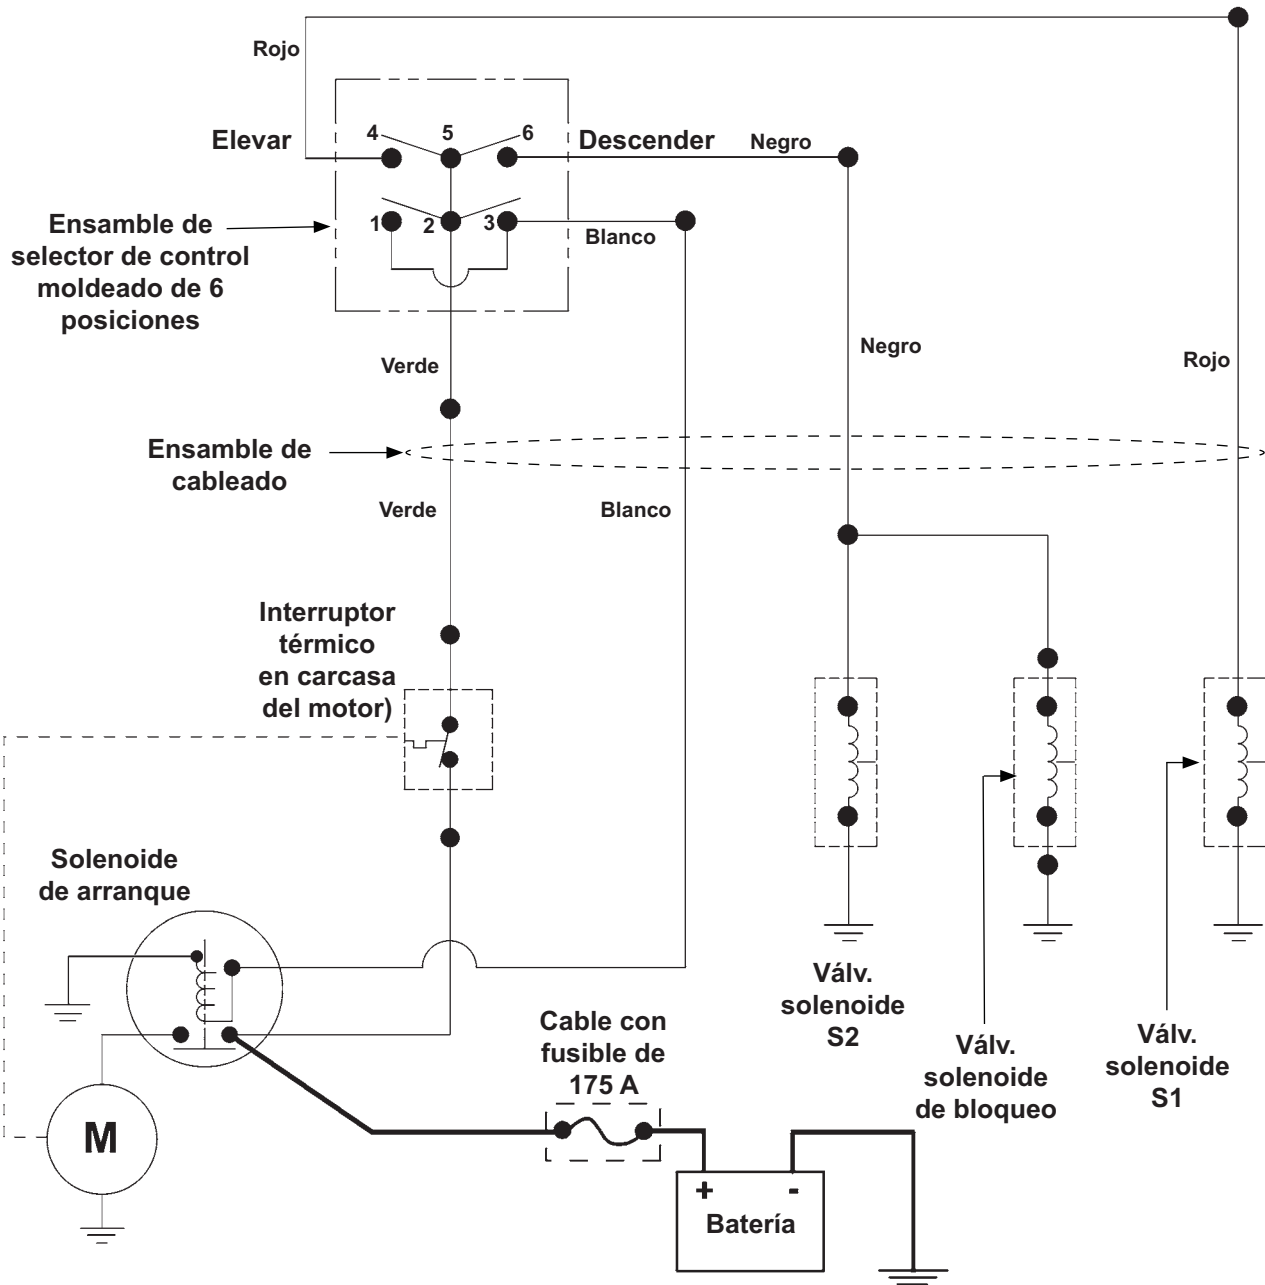 Rojo
Elevar
4
5
6
Descender
Negro
1
2
3
Blanco
Ensamble de
selector de control
moldeado de 6
posiciones
Verde
Negro
Rojo
Ensamble de
cableado
Verde
Blanco
Interruptor
térmico
en carcasa
del motor)
Solenoide
de arranque
Válv.
solenoide
S2
Válv.
solenoide
de bloqueo
Válv.
solenoide
S1
Cable con
fusible de
175 A
M
+
-
Batería